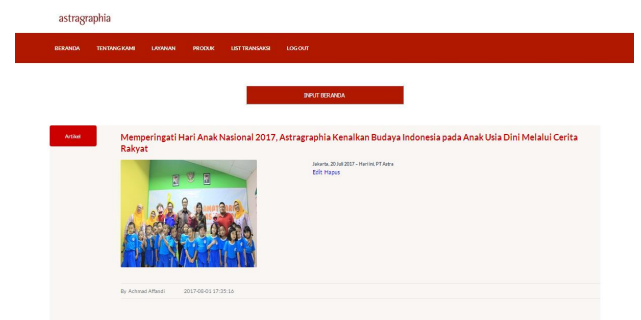 astragraphia
BERANDA TENTANG KAMI LAYANAN PRODUK LIST TRANSAKSI LOG OUT
INPUT BERANDA
Artikel
Memperingati Hari Anak Nasional 2017, Astragraphia Kenalkan Budaya Indonesia pada Anak Usia Dini Melalui Cerita
Rakyat
Jakarta, 20 Juli 2017 – Hari ini, PT Astra
Edit Hapus
By Achmad Affandi 2017-08-01 17:35:16